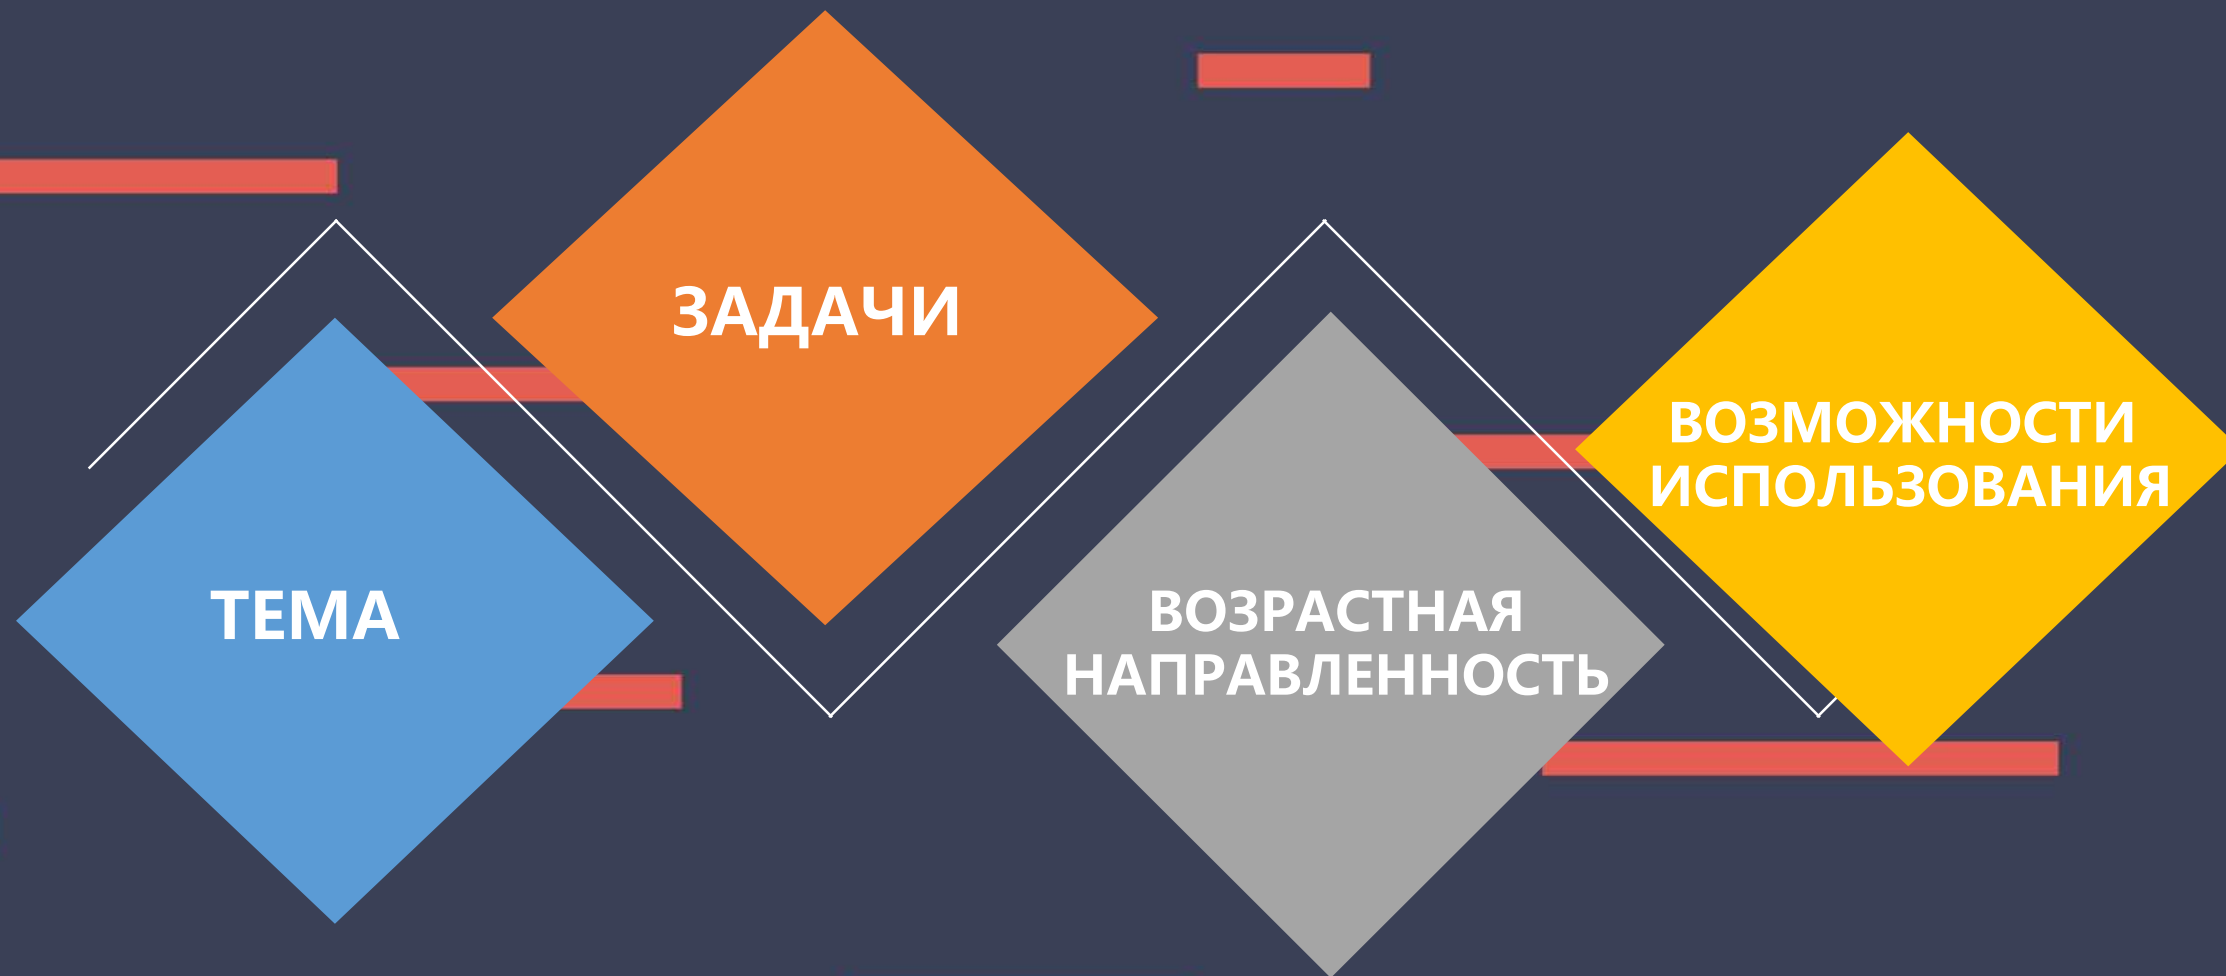 ТЕМА
ЗАДАЧИ
ВОЗРАСТНАЯ
НАПРАВЛЕННОСТЬ
ВОЗМОЖНОСТИ
ИСПОЛЬЗОВАНИЯ